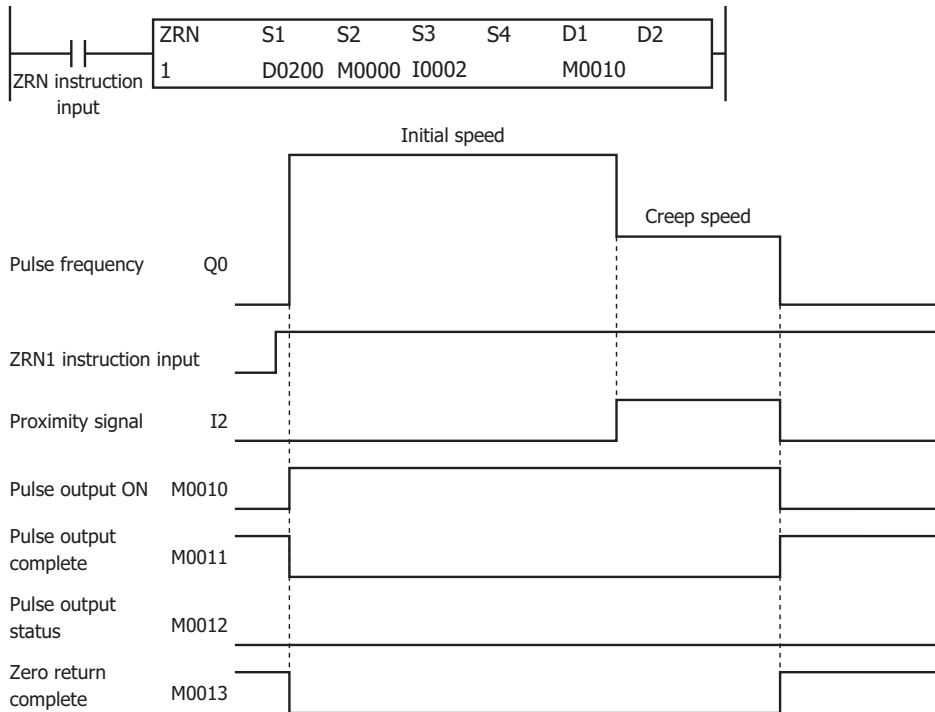 ZRN S1 S2 S3 S4 D1 D2
1 D0200 M0000 I0002 M0010
ZRN instruction
input
Initial speed
Creep speed
Pulse frequency Q0
ZRN1 instruction input
Proximity signal I2
Pulse output ON M0010
Pulse output
complete M0011
Pulse output
status M0012
Zero return
complete M0013